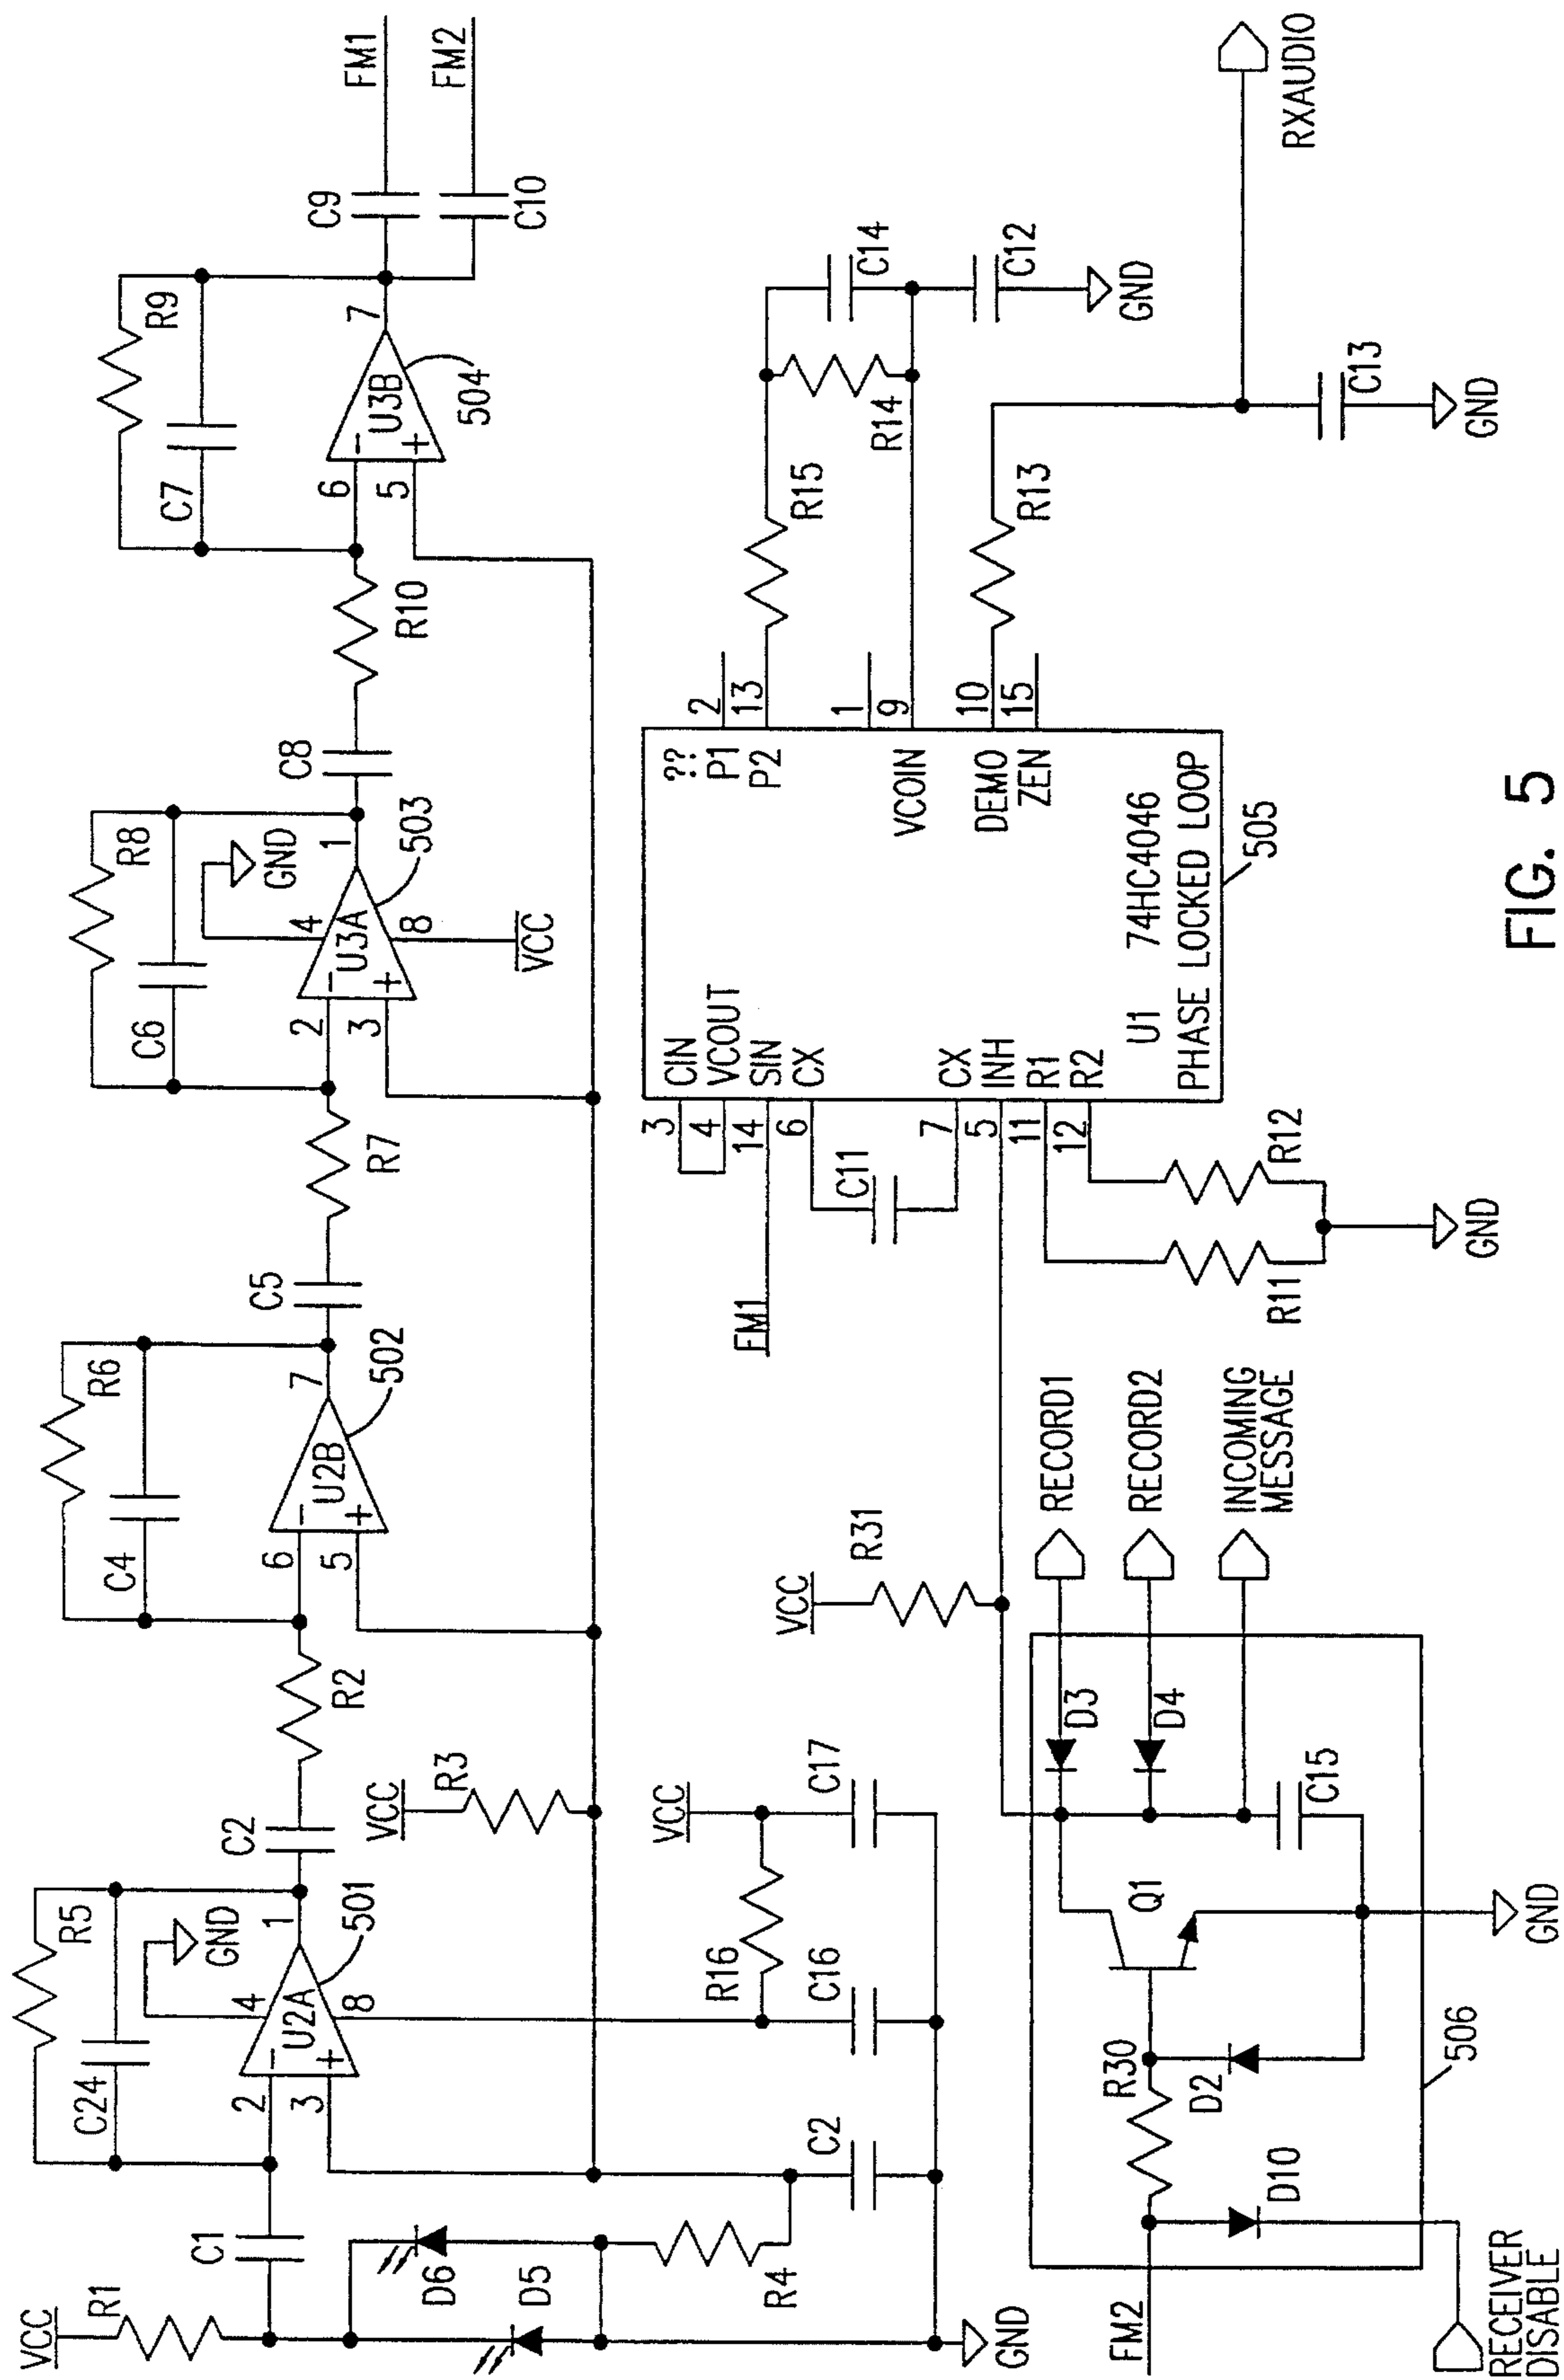 VCC
R1
C1
C24
R5
2
3
4
8
1
U2A
GND
501
C2
R2
C4
R6
6
5
7
U2B
502
C5
R7
C6
R8
2
3
4
8
1
U3A
GND
VCC
503
C8
R10
C7
R9
6
5
7
U3B
504
C9
C10
FM1
FM2
D6
D5
R4
C2
GND
VCC
R3
VCC
R16
C16
C17
FM1
3
4
14
6
7
5
11
12
CIN
VCOUT
SIN
CX
CX
INH
R1
R2
??
P1
P2
VCOIN
DEMO
ZEN
U1 74HC4046
PHASE LOCKED LOOP
505
2
13
1
9
10
15
C11
R11
R12
GND
R15
R14
C14
C12
GND
R13
C13
GND
RXAUDIO
VCC
R31
FM2
RECEIVER
DISABLE
D10
R30
D2
Q1
D3
D4
C15
506
GND
RECORD1
RECORD2
INCOMING
MESSAGE
FIG. 5